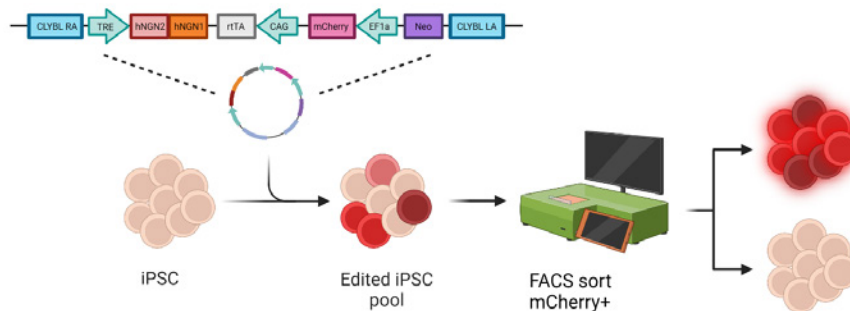 CLYBL RA TRE hNGN2 hNGN1 rtTA CAG mCherry EF1a Neo CLYBL LA
iPSC
Edited iPSC
pool
FACS sort
mCherry+